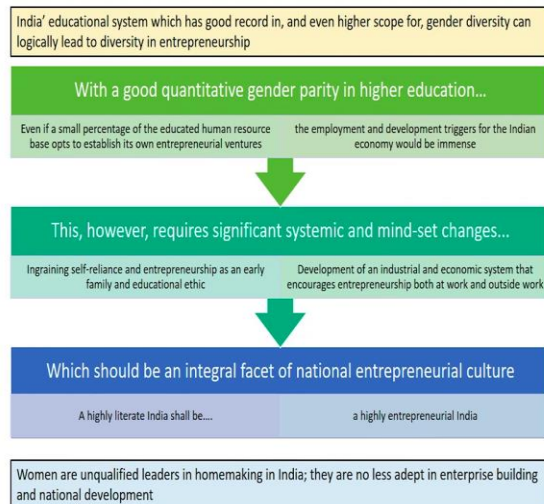 India' educational system which has good record in, and even higher scope for, gender diversity can
logically lead to diversity in entrepreneurship
With a good quantitative gender parity in higher education...
Even if a small percentage of the educated human resource
base opts to establish its own entrepreneurial ventures
the employment and development triggers for the Indian
economy would be immense
This, however, requires significant systemic and mind-set changes...
Ingraining self-reliance and entrepreneurship as an early
family and educational ethic
Development of an industrial and economic system that
encourages entrepreneurship both at work and outside work
Which should be an integral facet of national entrepreneurial culture
A highly literate India shall be....
a highly entrepreneurial India
Women are unqualified leaders in homemaking in India; they are no less adept in enterprise building
and national development